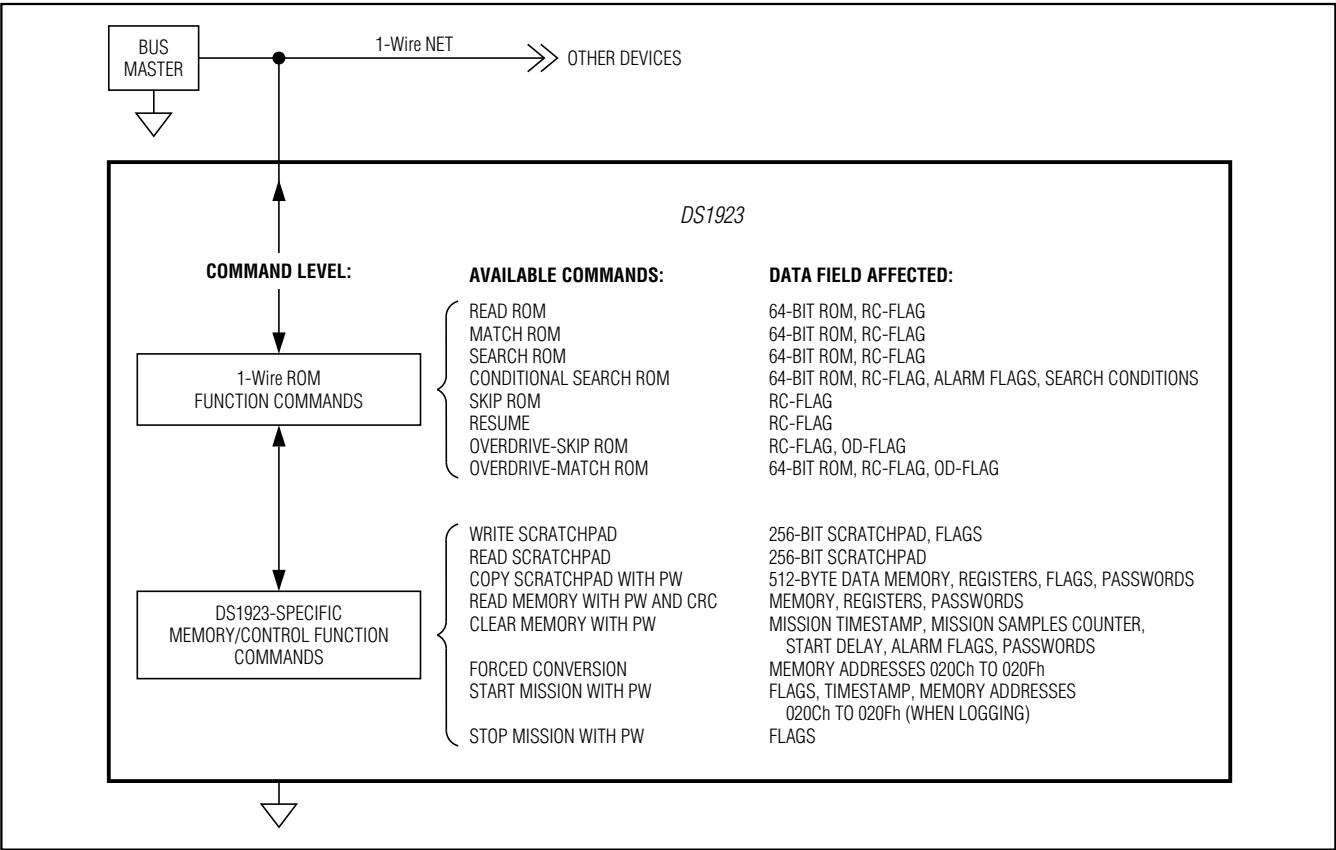 BUS
MASTER
1-Wire NET
OTHER DEVICES
DS1923
COMMAND LEVEL:
AVAILABLE COMMANDS:
DATA FIELD AFFECTED:
1-Wire ROM
FUNCTION COMMANDS
READ ROM 64-BIT ROM, RC-FLAG
MATCH ROM 64-BIT ROM, RC-FLAG
SEARCH ROM 64-BIT ROM, RC-FLAG
CONDITIONAL SEARCH ROM 64-BIT ROM, RC-FLAG, ALARM FLAGS, SEARCH CONDITIONS
SKIP ROM RC-FLAG
RESUME RC-FLAG
OVERDRIVE-SKIP ROM RC-FLAG, OD-FLAG
OVERDRIVE-MATCH ROM 64-BIT ROM, RC-FLAG, OD-FLAG
DS1923-SPECIFIC
MEMORY/CONTROL FUNCTION
COMMANDS
WRITE SCRATCHPAD 256-BIT SCRATCHPAD, FLAGS
READ SCRATCHPAD 256-BIT SCRATCHPAD
COPY SCRATCHPAD WITH PW 512-BYTE DATA MEMORY, REGISTERS, FLAGS, PASSWORDS
READ MEMORY WITH PW AND CRC MEMORY, REGISTERS, PASSWORDS
CLEAR MEMORY WITH PW MISSION TIMESTAMP, MISSION SAMPLES COUNTER,
START DELAY, ALARM FLAGS, PASSWORDS
FORCED CONVERSION MEMORY ADDRESSES 020Ch TO 020Fh
START MISSION WITH PW FLAGS, TIMESTAMP, MEMORY ADDRESSES
020Ch TO 020Fh (WHEN LOGGING)
STOP MISSION WITH PW FLAGS